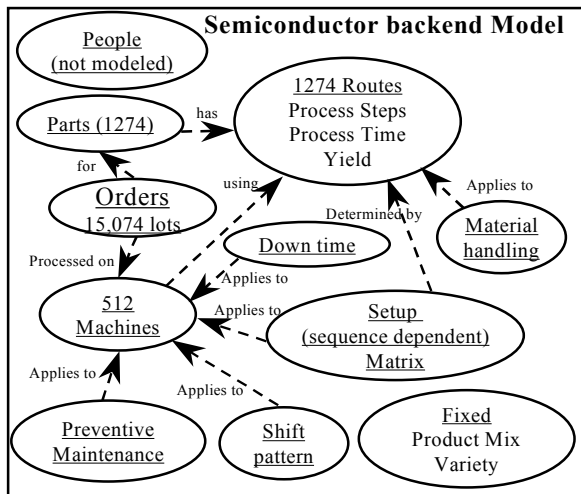 Semiconductor backend Model
People
(not modeled)
1274 Routes
Process Steps
Process Time
Yield
Parts (1274)
has
for
using
Applies to
Orders
15,074 lots
Determined by
Material
handling
Down time
Processed on
Applies to
512
Machines
Applies to
Setup
(sequence dependent)
Matrix
Applies to
Applies to
Preventive
Maintenance
Shift
pattern
Fixed
Product Mix
Variety